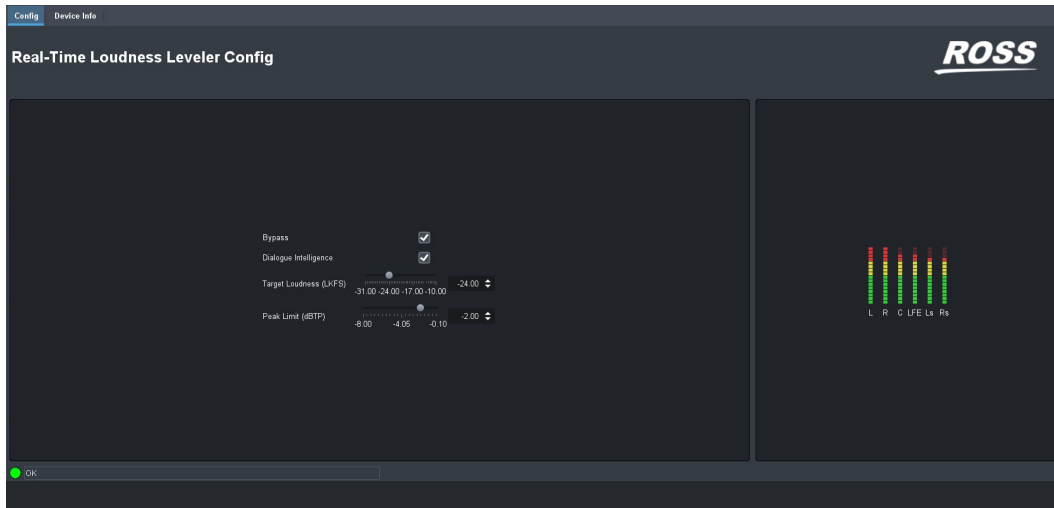 Config Device Info
Real-Time Loudness Leveler Config
ROSS
Bypass
Dialogue Intelligence
Target Loudness (LKFS) -24.00
-31.00 -24.00 -17.00 -10.00
Peak Limit (dBTP) -2.00
-8.00 -4.05 -0.10
L R C LFE Ls Rs
OK